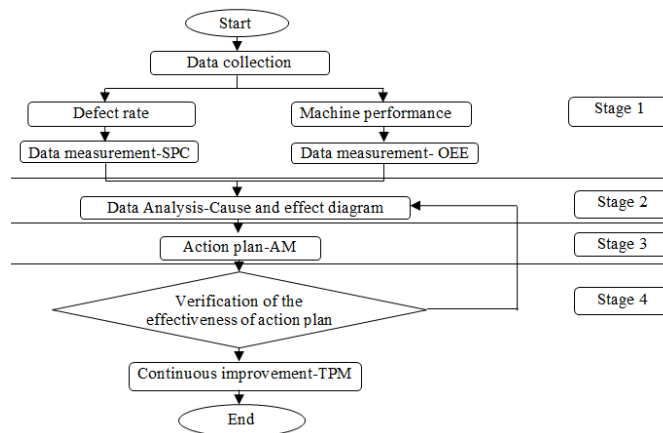 Start
Data collection
Defect rate
Machine performance
Stage 1
Data measurement-SPC
Data measurement- OEE
Data Analysis-Cause and effect diagram
Stage 2
Action plan-AM
Stage 3
Verification of the
effectiveness of action plan
Stage 4
Continuous improvement-TPM
End